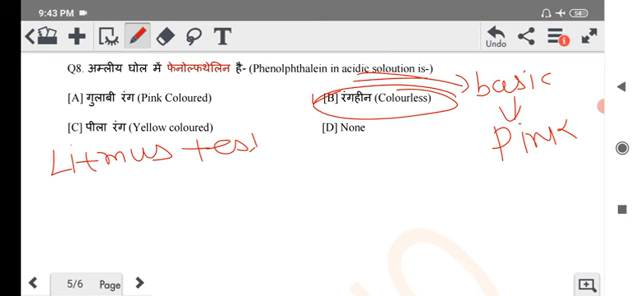 9:43 PM
54
Undo
Q8. अम्लीय घोल में फेनोल्फथेलिन है- (Phenolphthalein in acidic soloution is-)
[A] गुलाबी रंग (Pink Coloured)
[B] रंगहीन (Colourless)
basic
[C] पीला रंग (Yellow coloured)
[D] None
Pink
Litmus test
5/6 Page